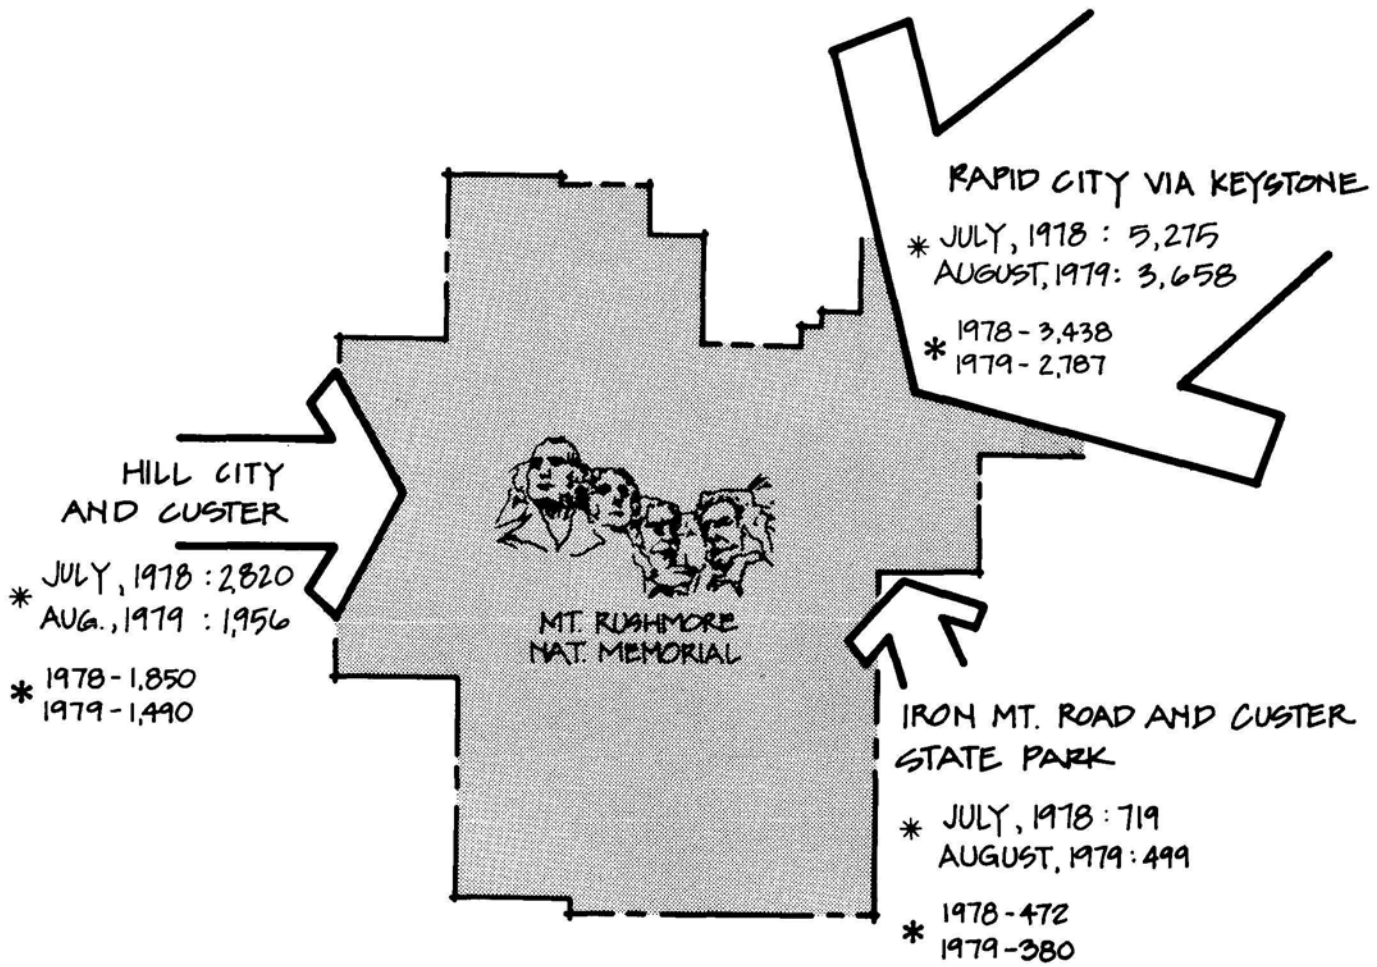 RAPID CITY VIA KEYSTONE
* JULY, 1978 : 5,275
AUGUST, 1979: 3,658
* 1978-3,438
1979-2,787
HILL CITY
AND CUSTER
* JULY, 1978 : 2,820
AUG., 1979 : 1,956
* 1978-1,850
1979-1,490
MT. RUSHMORE
NAT. MEMORIAL
IRON MT. ROAD AND CUSTER
STATE PARK
* JULY, 1978 : 719
AUGUST, 1979 : 499
* 1978-472
1979-380